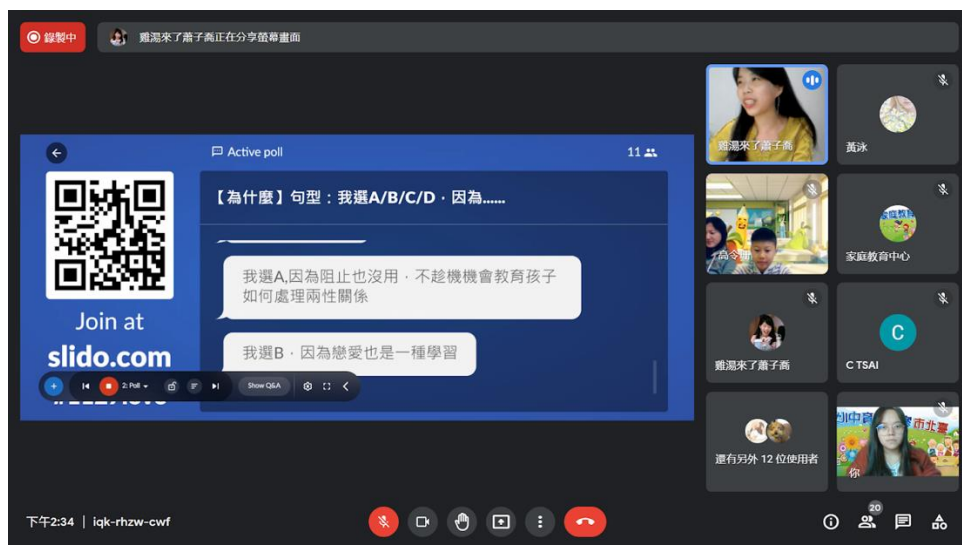 錄製中
雞湯來了蕭子喬正在分享螢幕畫面
Active poll
11
【為什麼】句型：我選A/B/C/D，因為......
我選A,因為阻止也沒用，不趁機機會教育孩子
如何處理兩性關係
我選B，因為戀愛也是一種學習
Join at
slido.com
2: Poll
Show Q&A
雞湯來了蕭子喬
黃泳
家庭教育中心
雞湯來了蕭子喬
C
C TSAI
還有另外 12 位使用者
你
下午2:34 | iqk-rhzw-cwf
20